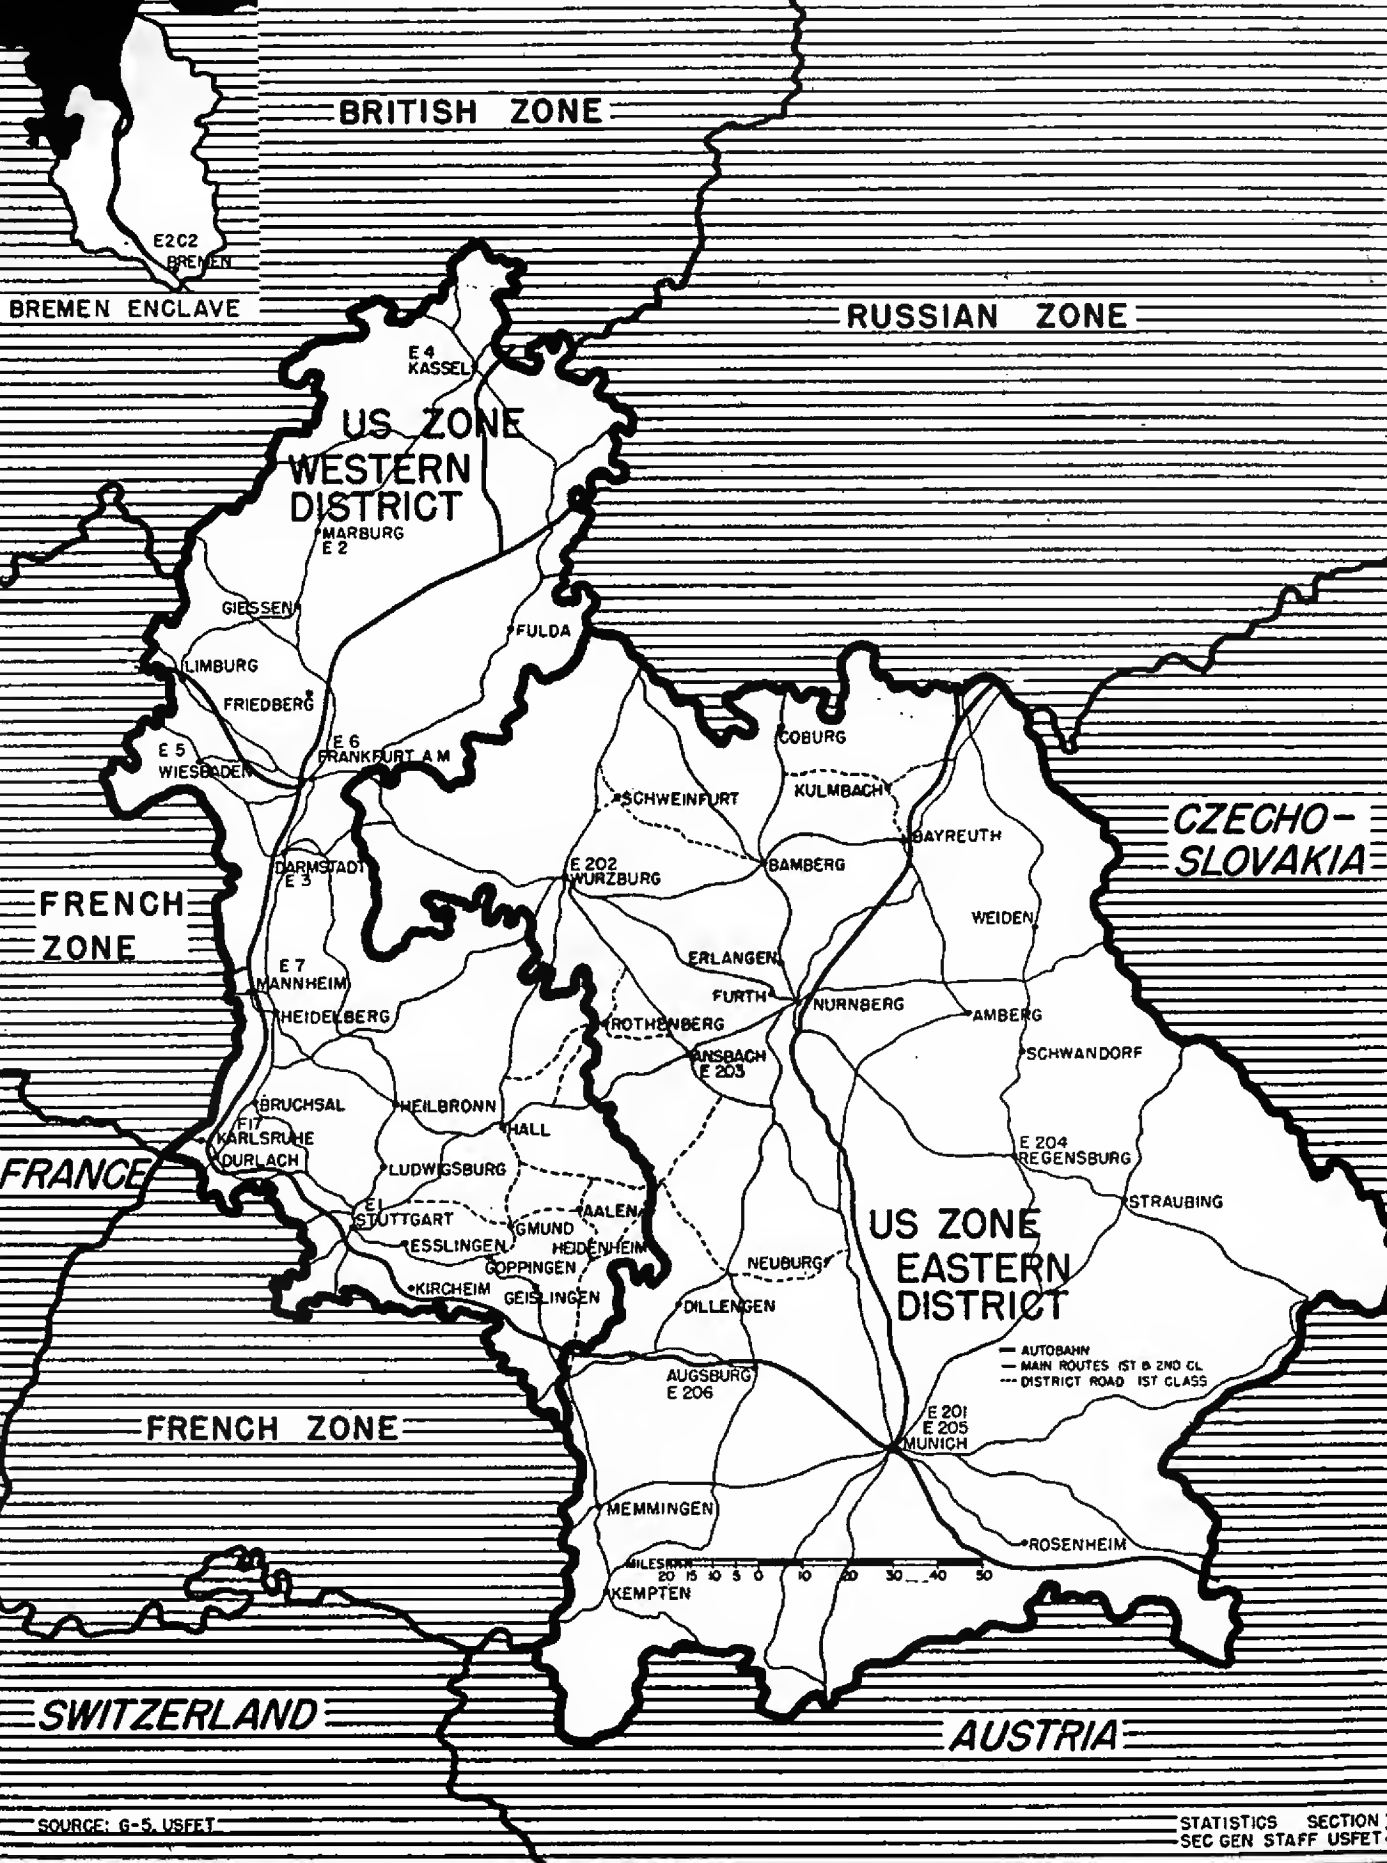 BRITISH ZONE
E2C2
BREMEN
BREMEN ENCLAVE
RUSSIAN ZONE
E 4
KASSEL
US ZONE
WESTERN
DISTRICT
MARBURG
E 2
GIESSEN
FULDA
LIMBURG
FRIEDBERG
E 6
FRANKFURT A M
E 5
WIESBADEN
COBURG
KULMBACH
SCHWEINFURT
CZECHO-
SLOVAKIA
BAYREUTH
DARMSTADT
E 3
E 202
WURZBURG
BAMBERG
FRENCH
ZONE
WEIDEN
E 7
MANNHEIM
ERLANGEN
FURTH
NURNBERG
HEIDELBERG
ROTHENBERG
AMBERG
ANSBACH
E 203
SCHWANDORF
BRUCHSAL
HEILBRONN
F17
KARLSRUHE
DURLACH
HALL
E 204
REGENSBURG
FRANCE
LUDWIGSBURG
STRAUBING
E1
STUTTGART
AALEN
GMUND
US ZONE
EASTERN
DISTRICT
ESSLINGEN
HEIDENHEIM
GOPPINGEN
NEUBURG
KIRCHEIM
GEISLINGEN
DILLENGEN
AUTOBAHN
MAIN ROUTES 1ST & 2ND CL
DISTRICT ROAD 1ST CLASS
AUGSBURG
E 206
E 201
E 205
MUNICH
FRENCH ZONE
MEMMINGEN
ROSENHEIM
MILES
20 15 10 5 0 10 20 30 40 50
KEMPTEN
SWITZERLAND
AUSTRIA
SOURCE: G-5, USFET
STATISTICS SECTION
SEC GEN STAFF USFET